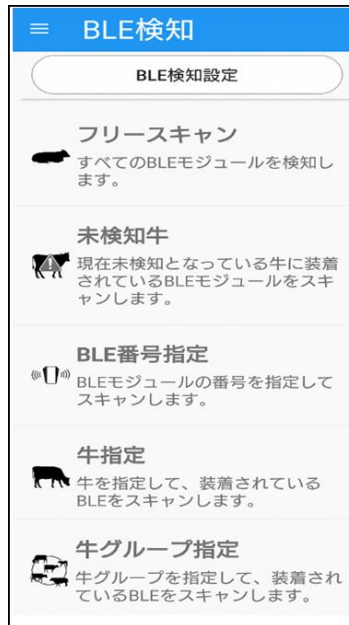 BLE検知
BLE検知設定
フリースキャン
すべてのBLEモジュールを検知し
ます。
未検知牛
現在未検知となっている牛に装着
されているBLEモジュールをスキ
ャンします。
BLE番号指定
BLEモジュールの番号を指定して
スキャンします。
牛指定
牛を指定して、装着されている
BLEをスキャンします。
牛グループ指定
牛グループを指定して、装着され
ているBLEをスキャンします。